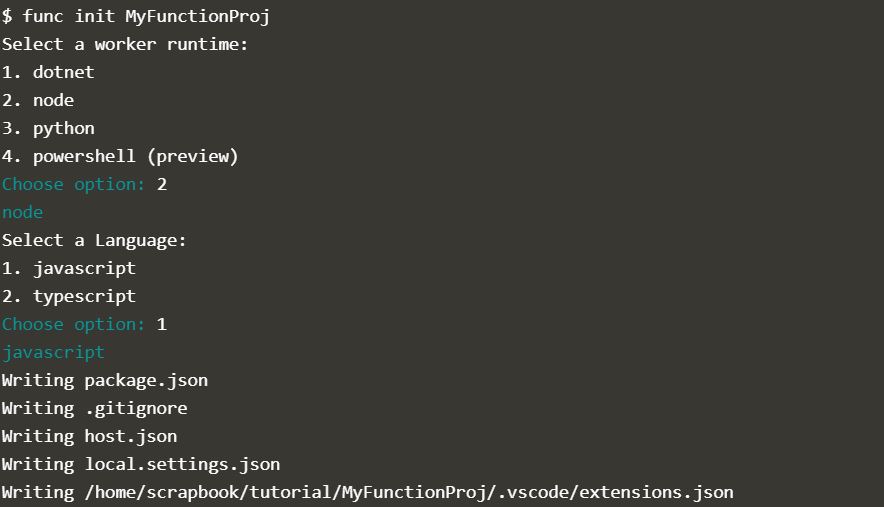 $ func init MyFunctionProj
Select a worker runtime:
1. dotnet
2. node
3. python
4. powershell (preview)
Choose option: 2
node
Select a Language:
1. javascript
2. typescript
Choose option: 1
javascript
Writing package.json
Writing .gitignore
Writing host.json
Writing local.settings.json
Writing /home/scrapbook/tutorial/MyFunctionProj/.vscode/extensions.json